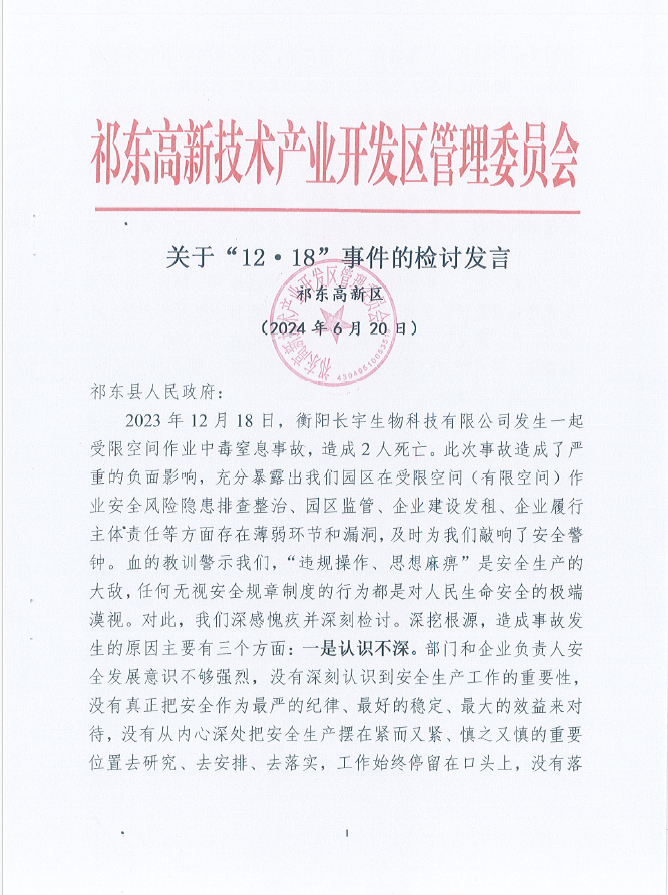 祁东高新技术产业开发区管理委员会
关于“12·18”事件的检讨发言
祁东高新区
（2024年6月20日）
祁东县人民政府：
2023年12月18日，衡阳长宇生物科技有限公司发生一起
受限空间作业中毒窒息事故，造成2人死亡。此次事故造成了严
重的负面影响，充分暴露出我们园区在受限空间（有限空间）作
业安全风险隐患排查整治、园区监管、企业建设发租、企业履行
主体责任等方面存在薄弱环节和漏洞，及时为我们敲响了安全警
钟。血的教训警示我们，“违规操作、思想麻痹”是安全生产的
大敌，任何无视安全规章制度的行为都是对人民生命安全的极端
漠视。对此，我们深感愧疚并深刻检讨。深挖根源，造成事故发
生的原因主要有三个方面：一是认识不深。部门和企业负责人安
全发展意识不够强烈，没有深刻认识到安全生产工作的重要性，
没有真正把安全作为最严的纪律、最好的稳定、最大的效益来对
待，没有从内心深处把安全生产摆在紧而又紧、慎之又慎的重要
位置去研究、去安排、去落实，工作始终停留在口头上，没有落
1
祁东高新技术产业开发区管理委员会